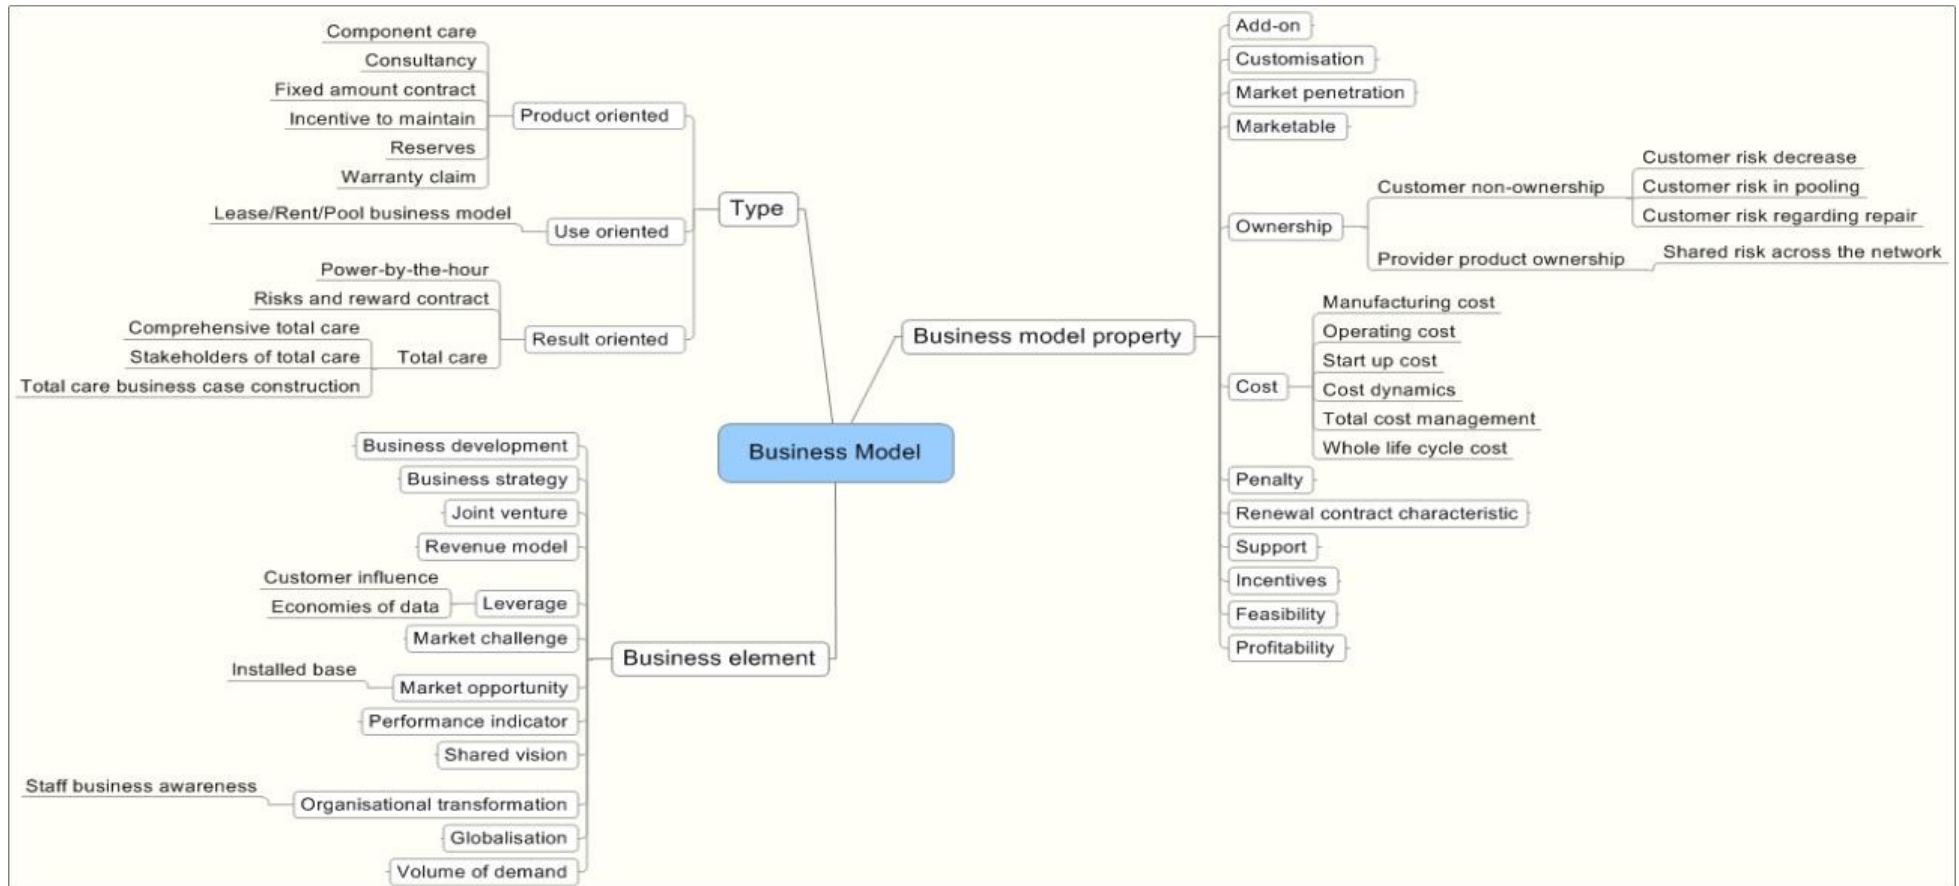 Business Model
Type
Product oriented
Component care
Consultancy
Fixed amount contract
Incentive to maintain
Reserves
Warranty claim
Use oriented
Lease/Rent/Pool business model
Result oriented
Power-by-the-hour
Risks and reward contract
Total care
Comprehensive total care
Stakeholders of total care
Total care business case construction
Business element
Business development
Business strategy
Joint venture
Revenue model
Leverage
Customer influence
Economies of data
Market challenge
Market opportunity
Installed base
Performance indicator
Shared vision
Organisational transformation
Staff business awareness
Globalisation
Volume of demand
Business model property
Add-on
Customisation
Market penetration
Marketable
Ownership
Customer non-ownership
Customer risk decrease
Customer risk in pooling
Customer risk regarding repair
Provider product ownership
Shared risk across the network
Cost
Manufacturing cost
Operating cost
Start up cost
Cost dynamics
Total cost management
Whole life cycle cost
Penalty
Renewal contract characteristic
Support
Incentives
Feasibility
Profitability